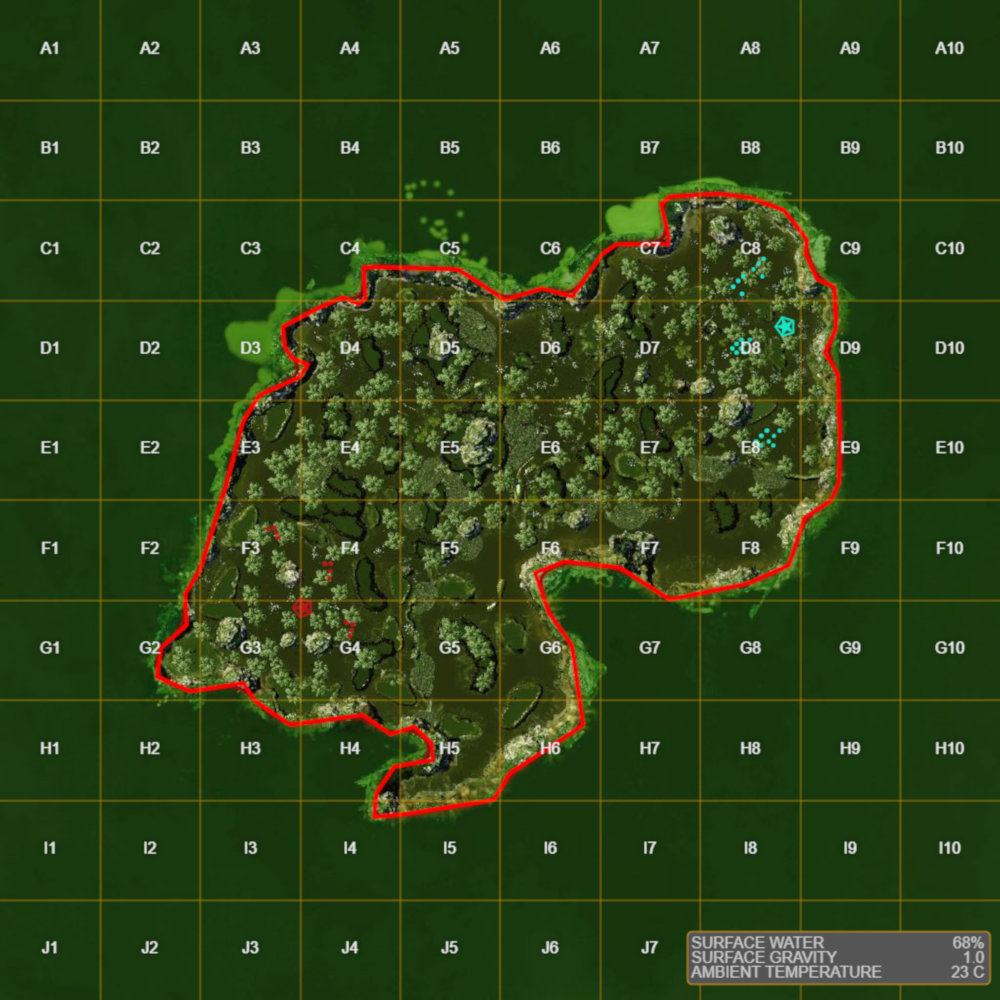 A1 A2 A3 A4 A5 A6 A7 A8 A9 A10
B1 B2 B3 B4 B5 B6 B7 B8 B9 B10
C1 C2 C3 C4 C5 C6 C7 C8 C9 C10
D1 D2 D3 D4 D5 D6 D7 D8 D9 D10
E1 E2 E3 E4 E5 E6 E7 E8 E9 E10
F1 F2 F3 F4 F5 F6 F7 F8 F9 F10
G1 G2 G3 G4 G5 G6 G7 G8 G9 G10
H1 H2 H3 H4 H5 H6 H7 H8 H9 H10
I1 I2 I3 I4 I5 I6 I7 I8 I9 I10
J1 J2 J3 J4 J5 J6 J7
SURFACE WATER 68%
SURFACE GRAVITY 1.0
AMBIENT TEMPERATURE 23 C